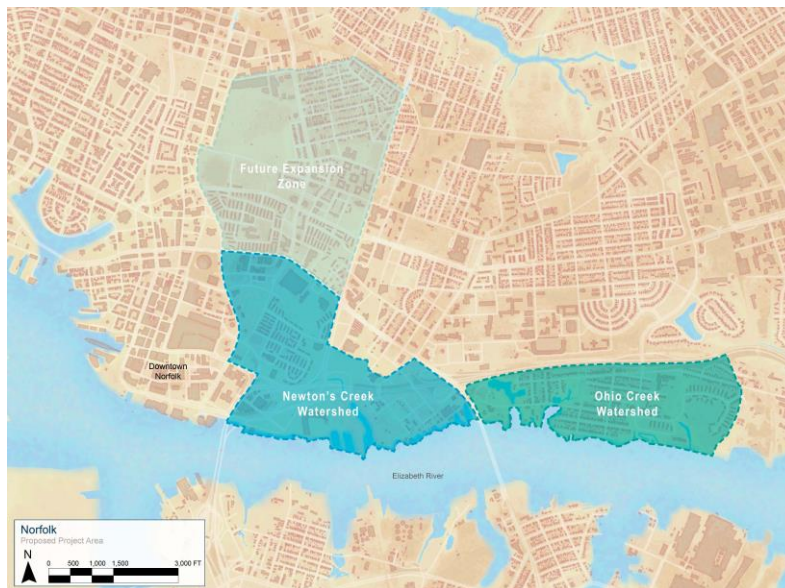 Future Expansion
Zone
Downtown
Norfolk
Newton's Creek
Watershed
Ohio Creek
Watershed
Elizabeth River
Norfolk
Proposed Project Area
N
0 500 1,000 1,500 3,000 FT